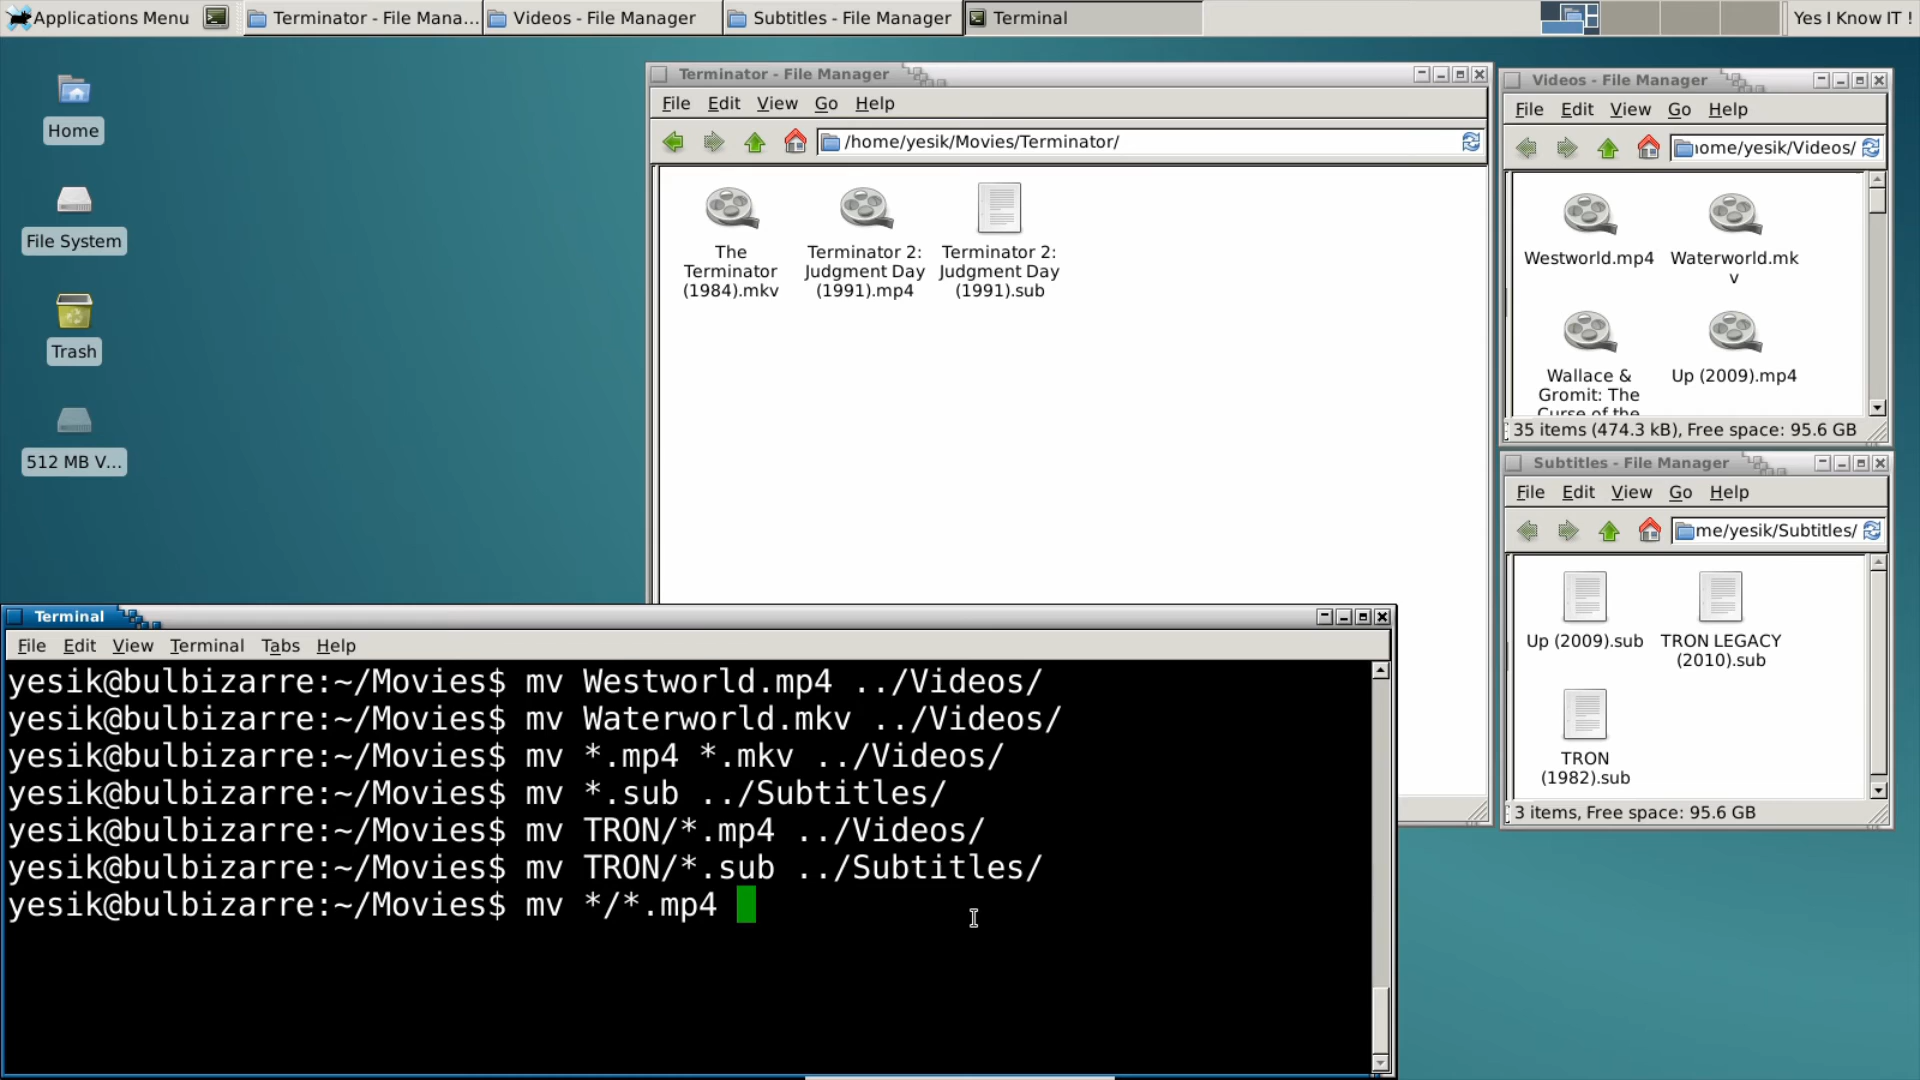 Applications Menu
Terminator - File Mana...
Videos - File Manager
Subtitles - File Manager
Terminal
Yes I Know IT !
Home
File System
Trash
512 MB V...
Terminator - File Manager
File Edit View Go Help
/home/yesik/Movies/Terminator/
The
Terminator
(1984).mkv
Terminator 2:
Judgment Day
(1991).mp4
Terminator 2:
Judgment Day
(1991).sub
Videos - File Manager
File Edit View Go Help
ome/yesik/Videos/
Westworld.mp4
Waterworld.mk
v
Wallace &
Gromit: The
Curse of the
Up (2009).mp4
35 items (474.3 kB), Free space: 95.6 GB
Subtitles - File Manager
File Edit View Go Help
me/yesik/Subtitles/
Up (2009).sub
TRON LEGACY
(2010).sub
TRON
(1982).sub
3 items, Free space: 95.6 GB
Terminal
File Edit View Terminal Tabs Help
yesik@bulbizarre:~/Movies$ mv Westworld.mp4 ../Videos/
yesik@bulbizarre:~/Movies$ mv Waterworld.mkv ../Videos/
yesik@bulbizarre:~/Movies$ mv *.mp4 *.mkv ../Videos/
yesik@bulbizarre:~/Movies$ mv *.sub ../Subtitles/
yesik@bulbizarre:~/Movies$ mv TRON/*.mp4 ../Videos/
yesik@bulbizarre:~/Movies$ mv TRON/*.sub ../Subtitles/
yesik@bulbizarre:~/Movies$ mv */*.mp4